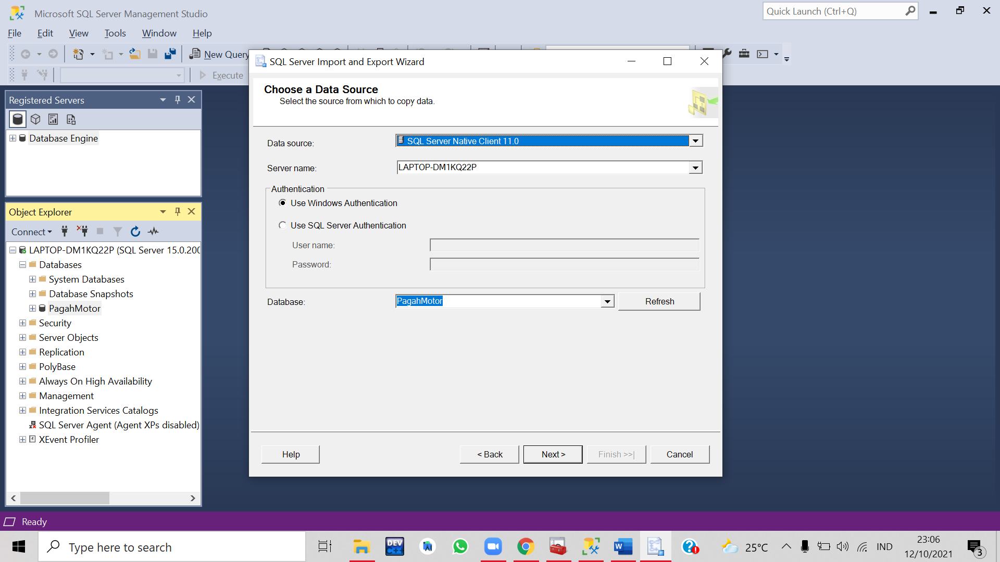 Microsoft SQL Server Management Studio
Quick Launch (Ctrl+Q)
File Edit View Tools Window Help
New Query
Execute
SQL Server Import and Export Wizard
Choose a Data Source
Select the source from which to copy data.
Data source:
SQL Server Native Client 11.0
Server name:
LAPTOP-DM1KQ22P
Authentication
Use Windows Authentication
Use SQL Server Authentication
User name:
Password:
Database:
PagahMotor
Refresh
Help
< Back
Next >
Finish >>|
Cancel
Registered Servers
Database Engine
Object Explorer
Connect
LAPTOP-DM1KQ22P (SQL Server 15.0.200
Databases
System Databases
Database Snapshots
PagahMotor
Security
Server Objects
Replication
PolyBase
Always On High Availability
Management
Integration Services Catalogs
SQL Server Agent (Agent XPs disabled)
XEvent Profiler
Ready
Type here to search
DEV
C++
W
25°C
IND
23:06
12/10/2021
3